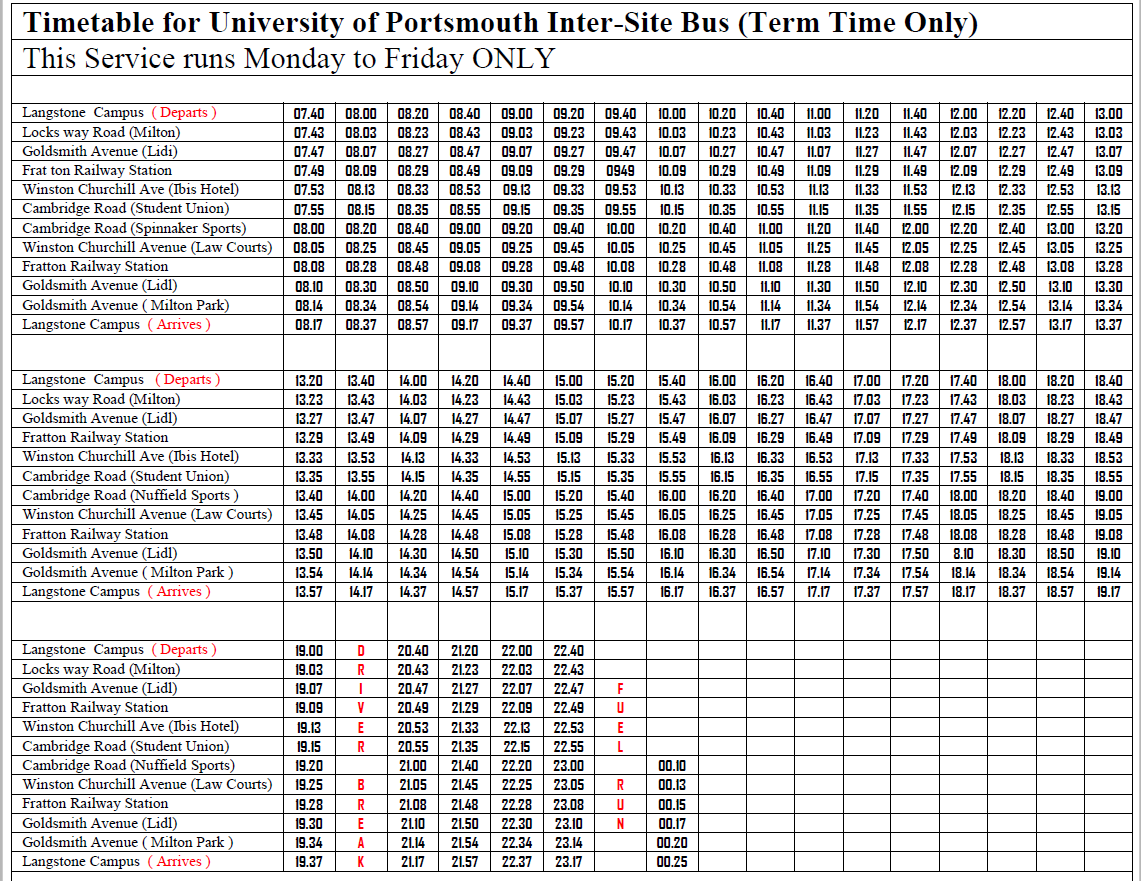 Timetable for University of Portsmouth Inter-Site Bus (Term Time Only)
This Service runs Monday to Friday ONLY
Langstone Campus ( Departs ) 07.40 08.00 08.20 08.40 09.00 09.20 09.40 10.00 10.20 10.40 11.00 11.20 11.40 12.00 12.20 12.40 13.00
Locks way Road (Milton) 07.43 08.03 08.23 08.43 09.03 09.23 09.43 10.03 10.23 10.43 11.03 11.23 11.43 12.03 12.23 12.43 13.03
Goldsmith Avenue (Lidi) 07.47 08.07 08.27 08.47 09.07 09.27 09.47 10.07 10.27 10.47 11.07 11.27 11.47 12.07 12.27 12.47 13.07
Frat ton Railway Station 07.49 08.09 08.29 08.49 09.09 09.29 0949 10.09 10.29 10.49 11.09 11.29 11.49 12.09 12.29 12.49 13.09
Winston Churchill Ave (Ibis Hotel) 07.53 08.13 08.33 08.53 09.13 09.33 09.53 10.13 10.33 10.53 11.13 11.33 11.53 12.13 12.33 12.53 13.13
Cambridge Road (Student Union) 07.55 08.15 08.35 08.55 09.15 09.35 09.55 10.15 10.35 10.55 11.15 11.35 11.55 12.15 12.35 12.55 13.15
Cambridge Road (Spinnaker Sports) 08.00 08.20 08.40 09.00 09.20 09.40 10.00 10.20 10.40 11.00 11.20 11.40 12.00 12.20 12.40 13.00 13.20
Winston Churchill Avenue (Law Courts) 08.05 08.25 08.45 09.05 09.25 09.45 10.05 10.25 10.45 11.05 11.25 11.45 12.05 12.25 12.45 13.05 13.25
Fratton Railway Station 08.08 08.28 08.48 09.08 09.28 09.48 10.08 10.28 10.48 11.08 11.28 11.48 12.08 12.28 12.48 13.08 13.28
Goldsmith Avenue (Lidl) 08.10 08.30 08.50 09.10 09.30 09.50 10.10 10.30 10.50 11.10 11.30 11.50 12.10 12.30 12.50 13.10 13.30
Goldsmith Avenue ( Milton Park) 08.14 08.34 08.54 09.14 09.34 09.54 10.14 10.34 10.54 11.14 11.34 11.54 12.14 12.34 12.54 13.14 13.34
Langstone Campus ( Arrives ) 08.17 08.37 08.57 09.17 09.37 09.57 10.17 10.37 10.57 11.17 11.37 11.57 12.17 12.37 12.57 13.17 13.37
Langstone Campus ( Departs ) 13.20 13.40 14.00 14.20 14.40 15.00 15.20 15.40 16.00 16.20 16.40 17.00 17.20 17.40 18.00 18.20 18.40
Locks way Road (Milton) 13.23 13.43 14.03 14.23 14.43 15.03 15.23 15.43 16.03 16.23 16.43 17.03 17.23 17.43 18.03 18.23 18.43
Goldsmith Avenue (Lidl) 13.27 13.47 14.07 14.27 14.47 15.07 15.27 15.47 16.07 16.27 16.47 17.07 17.27 17.47 18.07 18.27 18.47
Fratton Railway Station 13.29 13.49 14.09 14.29 14.49 15.09 15.29 15.49 16.09 16.29 16.49 17.09 17.29 17.49 18.09 18.29 18.49
Winston Churchill Ave (Ibis Hotel) 13.33 13.53 14.13 14.33 14.53 15.13 15.33 15.53 16.13 16.33 16.53 17.13 17.33 17.53 18.13 18.33 18.53
Cambridge Road (Student Union) 13.35 13.55 14.15 14.35 14.55 15.15 15.35 15.55 16.15 16.35 16.55 17.15 17.35 17.55 18.15 18.35 18.55
Cambridge Road (Nuffield Sports ) 13.40 14.00 14.20 14.40 15.00 15.20 15.40 16.00 16.20 16.40 17.00 17.20 17.40 18.00 18.20 18.40 19.00
Winston Churchill Avenue (Law Courts) 13.45 14.05 14.25 14.45 15.05 15.25 15.45 16.05 16.25 16.45 17.05 17.25 17.45 18.05 18.25 18.45 19.05
Fratton Railway Station 13.48 14.08 14.28 14.48 15.08 15.28 15.48 16.08 16.28 16.48 17.08 17.28 17.48 18.08 18.28 18.48 19.08
Goldsmith Avenue (Lidl) 13.50 14.10 14.30 14.50 15.10 15.30 15.50 16.10 16.30 16.50 17.10 17.30 17.50 8.10 18.30 18.50 19.10
Goldsmith Avenue ( Milton Park ) 13.54 14.14 14.34 14.54 15.14 15.34 15.54 16.14 16.34 16.54 17.14 17.34 17.54 18.14 18.34 18.54 19.14
Langstone Campus ( Arrives ) 13.57 14.17 14.37 14.57 15.17 15.37 15.57 16.17 16.37 16.57 17.17 17.37 17.57 18.17 18.37 18.57 19.17
Langstone Campus ( Departs ) 19.00 D 20.40 21.20 22.00 22.40
Locks way Road (Milton) 19.03 R 20.43 21.23 22.03 22.43
Goldsmith Avenue (Lidl) 19.07 I 20.47 21.27 22.07 22.47 F
Fratton Railway Station 19.09 V 20.49 21.29 22.09 22.49 U
Winston Churchill Ave (Ibis Hotel) 19.13 E 20.53 21.33 22.13 22.53 E
Cambridge Road (Student Union) 19.15 R 20.55 21.35 22.15 22.55 L
Cambridge Road (Nuffield Sports) 19.20 21.00 21.40 22.20 23.00 00.10
Winston Churchill Avenue (Law Courts) 19.25 B 21.05 21.45 22.25 23.05 R 00.13
Fratton Railway Station 19.28 R 21.08 21.48 22.28 23.08 U 00.15
Goldsmith Avenue (Lidl) 19.30 E 21.10 21.50 22.30 23.10 N 00.17
Goldsmith Avenue ( Milton Park ) 19.34 A 21.14 21.54 22.34 23.14 00.20
Langstone Campus ( Arrives ) 19.37 K 21.17 21.57 22.37 23.17 00.25